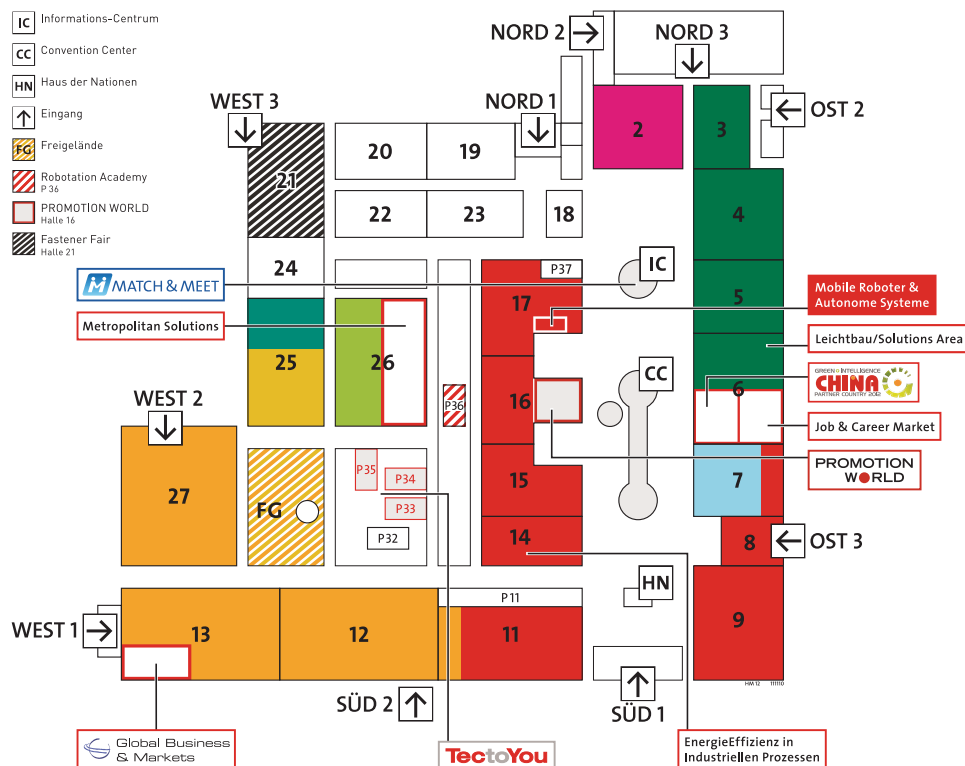 IC Informations-Centrum
CC Convention Center
HN Haus der Nationen
Eingang
FG Freigelände
Robotation Academy
P 36
PROMOTION WORLD
Halle 16
Fastener Fair
Halle 21
NORD 2
NORD 3
WEST 3
NORD 1
OST 2
2
3
20
19
21
22
23
18
4
24
P37
IC
MATCH & MEET
17
5
Mobile Roboter &
Autonome Systeme
Metropolitan Solutions
Leichtbau/Solutions Area
25
26
6
GREEN INTELLIGENCE
CHINA
PARTNER COUNTRY 2012
WEST 2
P36
16
CC
Job & Career Market
PROMOTION
WORLD
27
FG
P35
P34
P33
P32
15
7
14
8
OST 3
HN
P11
WEST 1
13
12
11
9
HM 12 111110
SÜD 2
SÜD 1
Global Business
& Markets
TectoYou
EnergieEffizienz in
Industriellen Prozessen